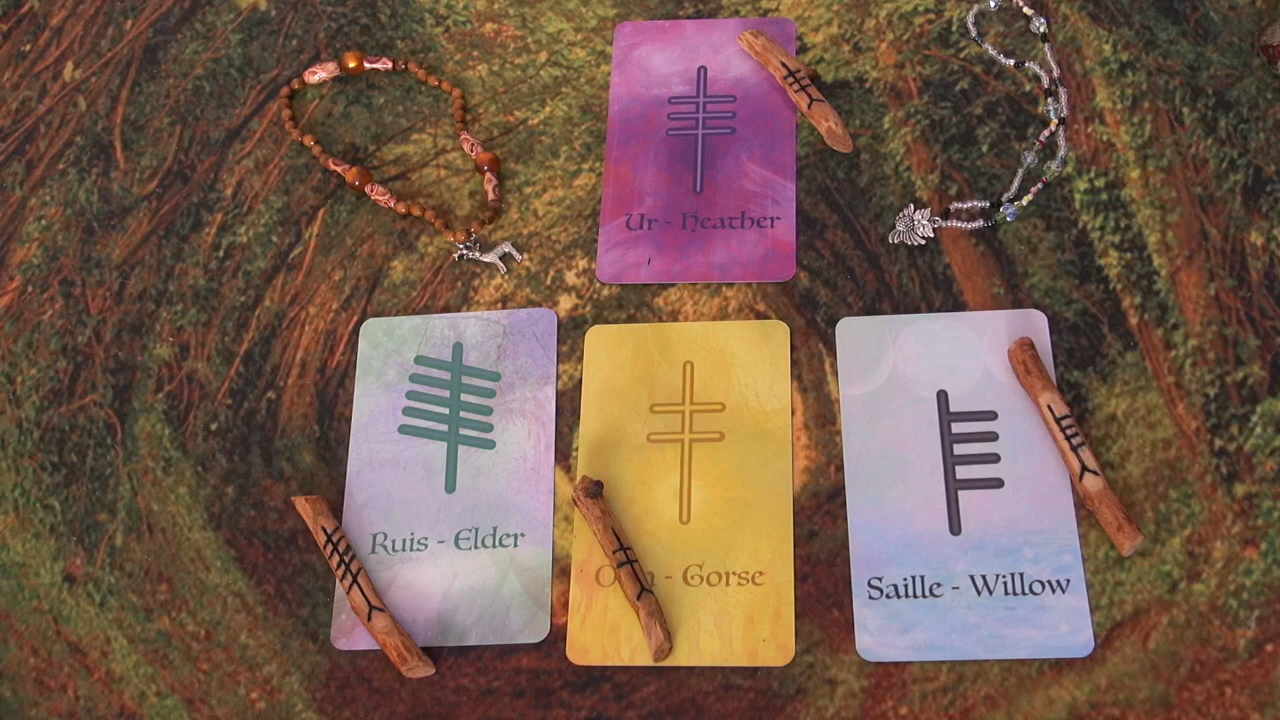 Ur - Heather
Ruis - Elder
- Gorse
Saille - Willow